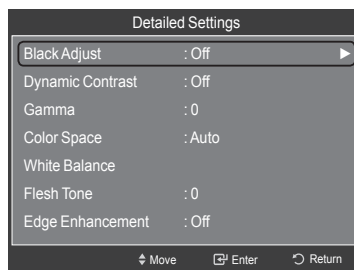 Detailed Settings
Black Adjust : Off
Dynamic Contrast : Off
Gamma : 0
Color Space : Auto
White Balance
Flesh Tone : 0
Edge Enhancement : Off
Move Enter Return